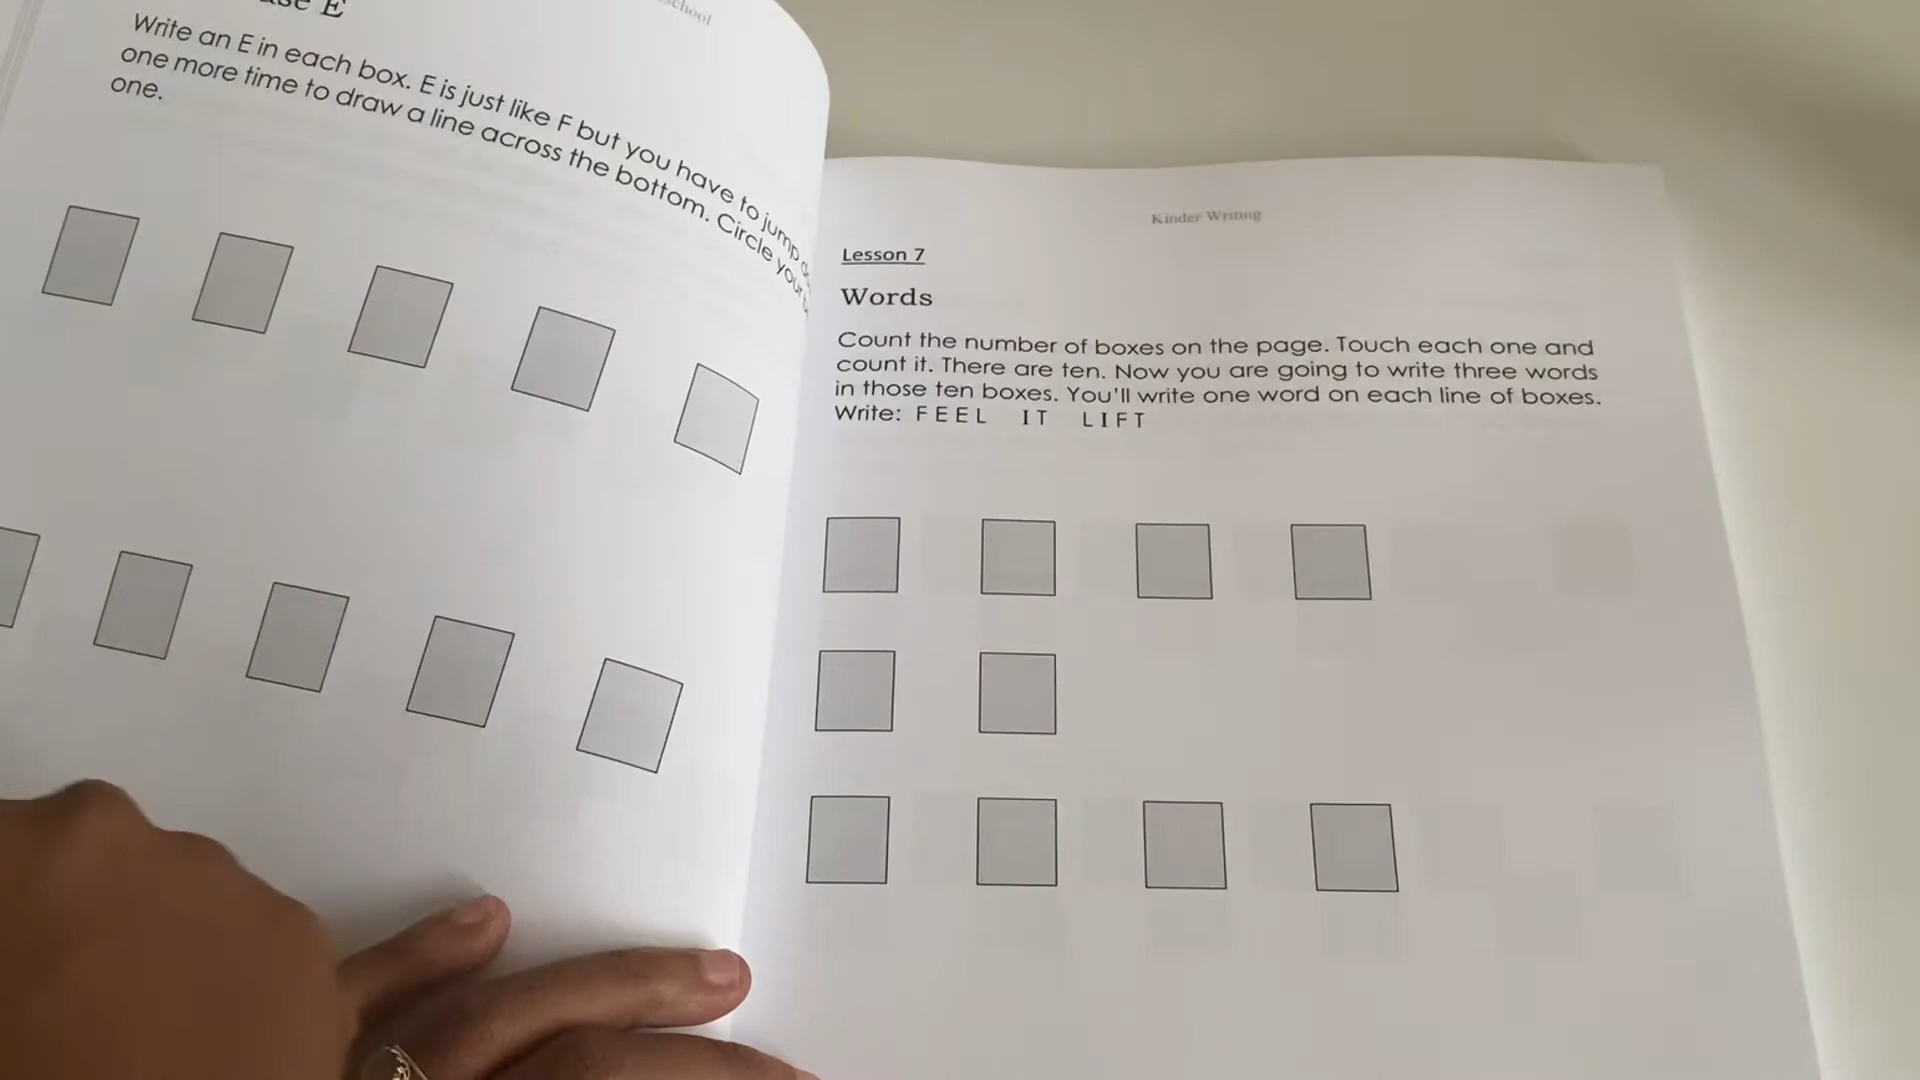 E
Write an E in each box. E is just like F but you have to jump
one more time to draw a line across the bottom. Circle your
one.
Kinder Writing
Lesson 7
Words
Count the number of boxes on the page. Touch each one and
count it. There are ten. Now you are going to write three words
in those ten boxes. You'll write one word on each line of boxes.
Write: F E E L I T L I F T